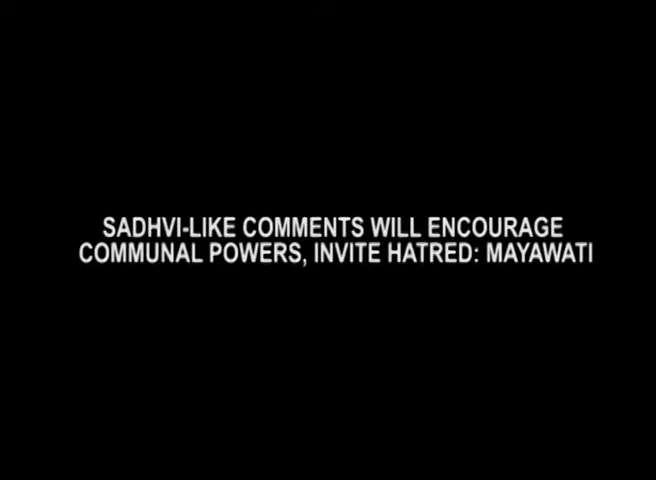 SADHVI-LIKE COMMENTS WILL ENCOURAGE
COMMUNAL POWERS, INVITE HATRED: MAYAWATI